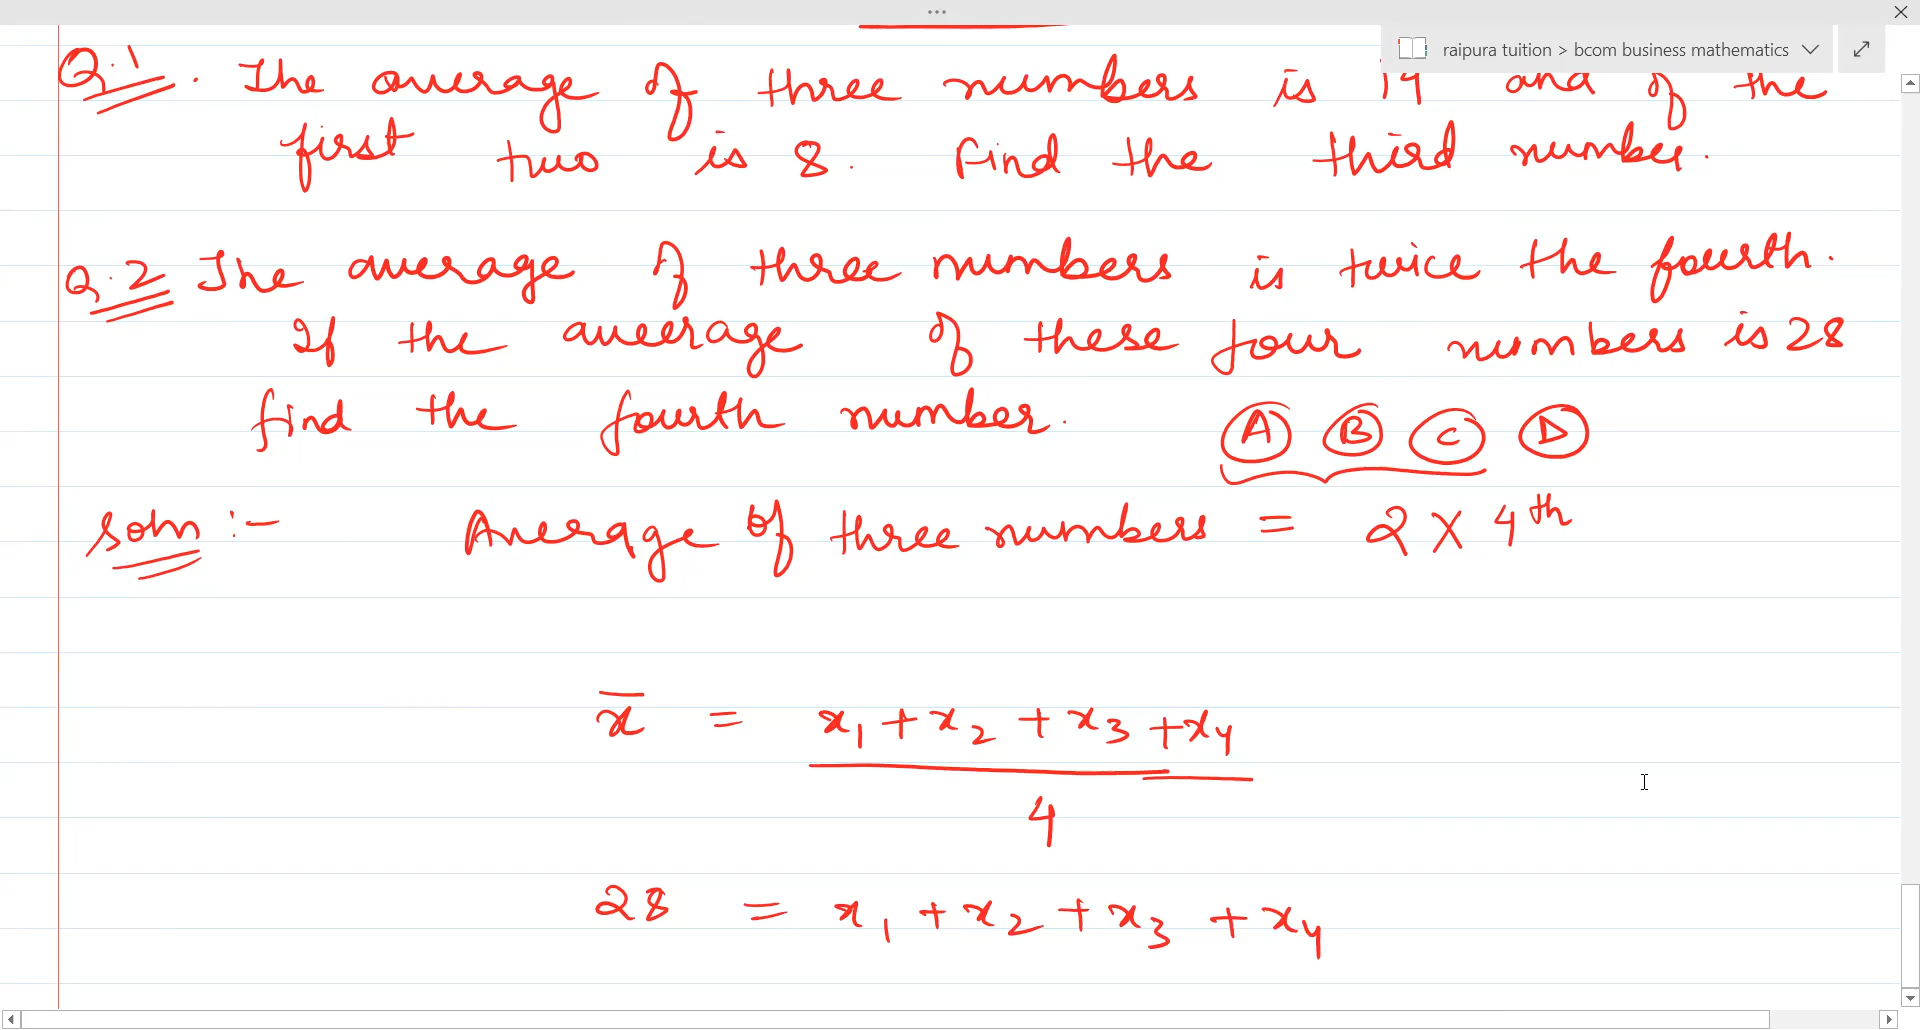 raipura tuition > bcom business mathematics
Q.1. The average of three numbers is 14 and of the
first two is 8. Find the third number.
Q.2 The average of three numbers is twice the fourth.
If the aveerage of these four numbers is 28
find the fourth number.
A B C D
Soln :- Average of three numbers = 2 X 4th
x̄ = x₁ + x₂ + x₃ + x₄
4
28 = x₁ + x₂ + x₃ + x₄